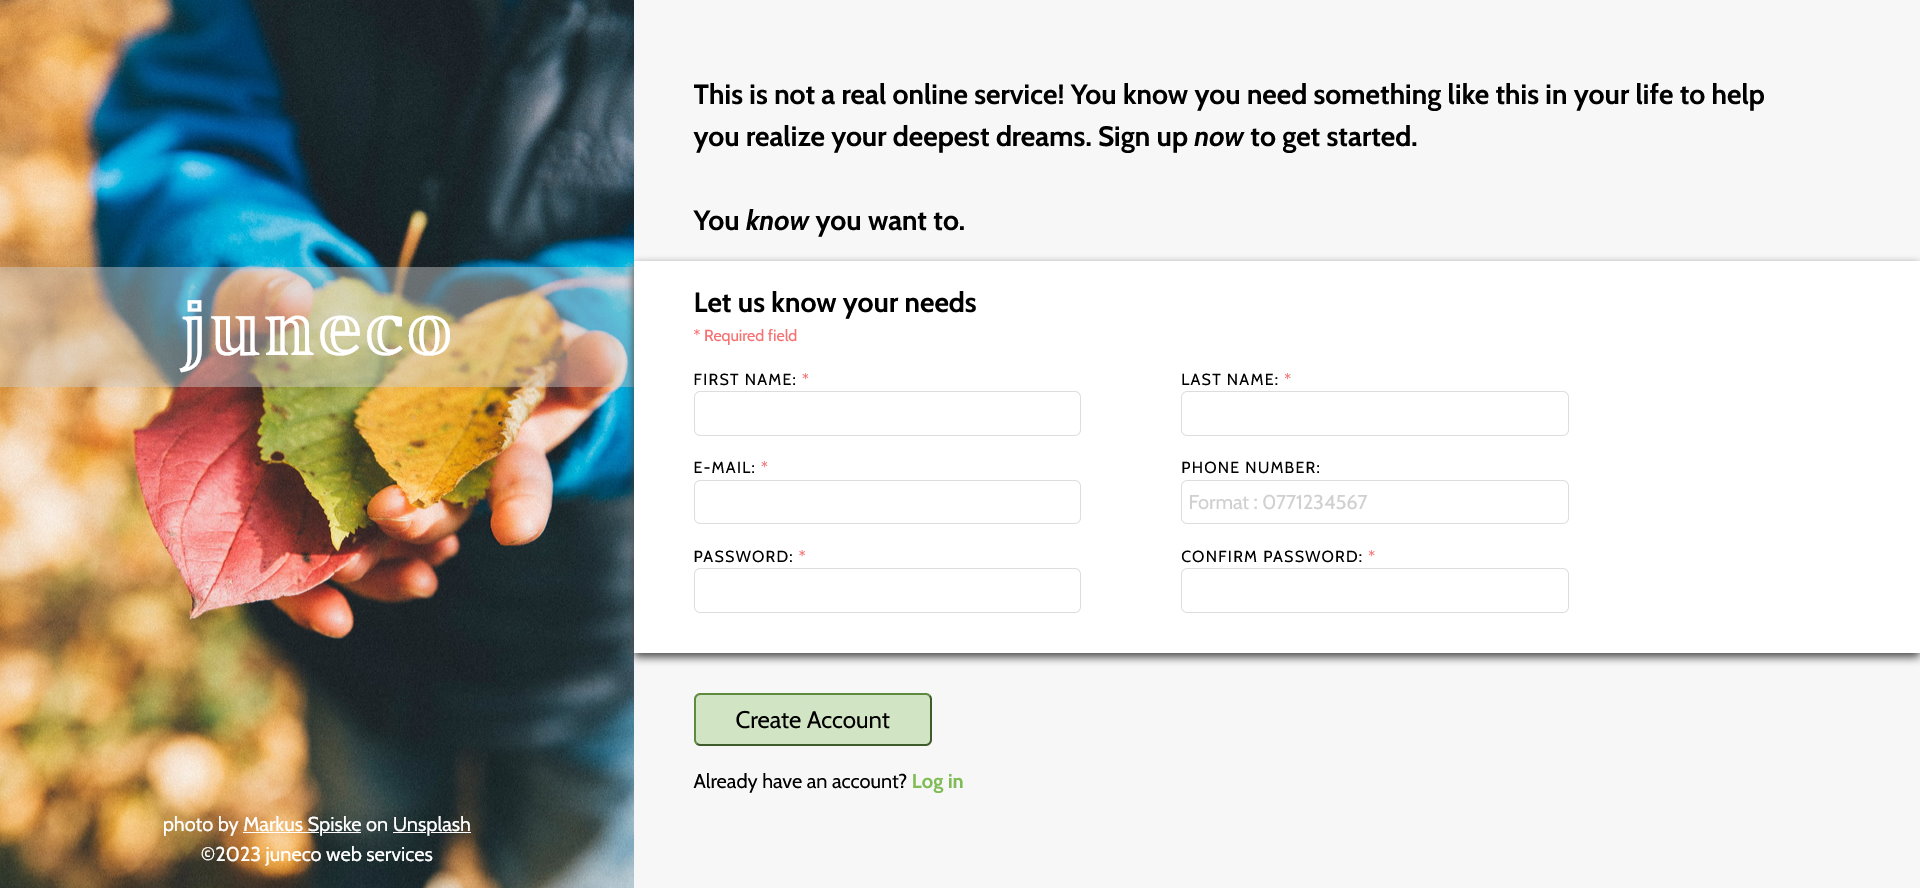 juneco
photo by Markus Spiske on Unsplash
©2023 juneco web services
This is not a real online service! You know you need something like this in your life to help
you realize your deepest dreams. Sign up now to get started.
You know you want to.
Let us know your needs
* Required field
FIRST NAME: *
LAST NAME: *
E-MAIL: *
PHONE NUMBER:
Format : 0771234567
PASSWORD: *
CONFIRM PASSWORD: *
Create Account
Already have an account? Log in